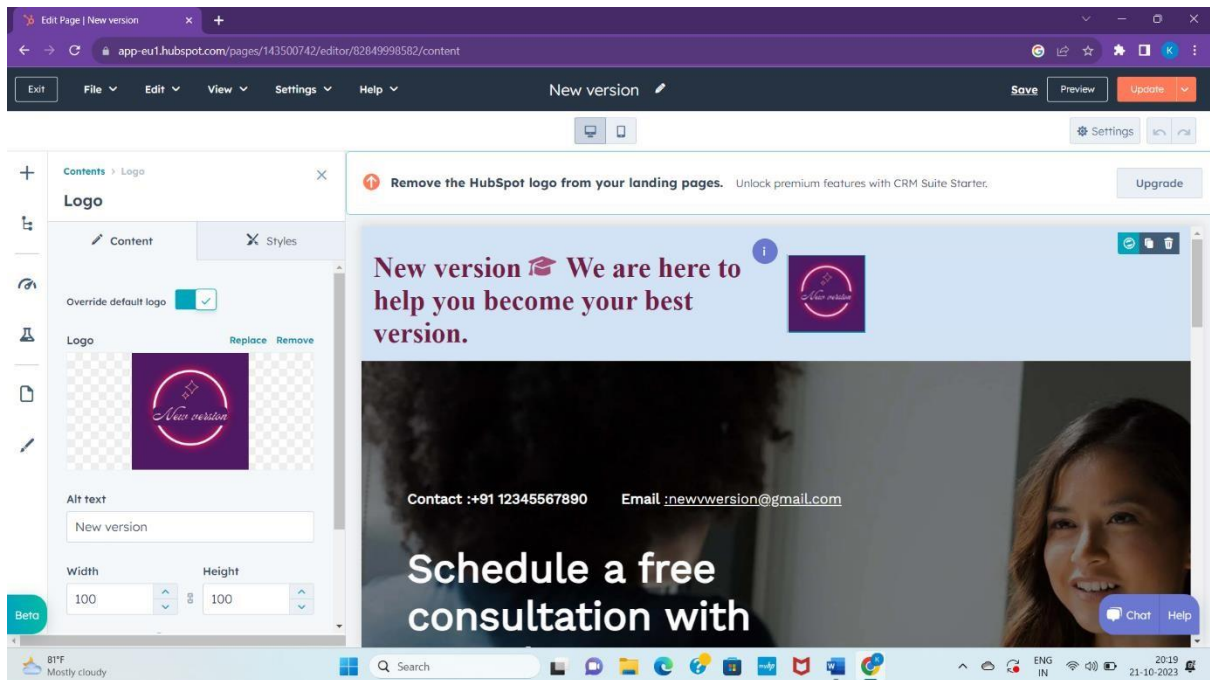 Edit Page | New version
app-eu1.hubspot.com/pages/143500742/editor/82849998582/content
K
Exit File Edit View Settings Help New version Save Preview Update
Settings
Contents > Logo
Logo
Content Styles
Override default logo
Logo Replace Remove
New version
Alt text
New version
Width Height
100 100
Beta
Remove the HubSpot logo from your landing pages. Unlock premium features with CRM Suite Starter. Upgrade
New version We are here to
help you become your best
version.
i
New version
Contact :+91 12345567890 Email :newvwersion@gmail.com
Schedule a free
consultation with
Chat Help
81°F
Mostly cloudy
Search
ENG
IN
20:19
21-10-2023